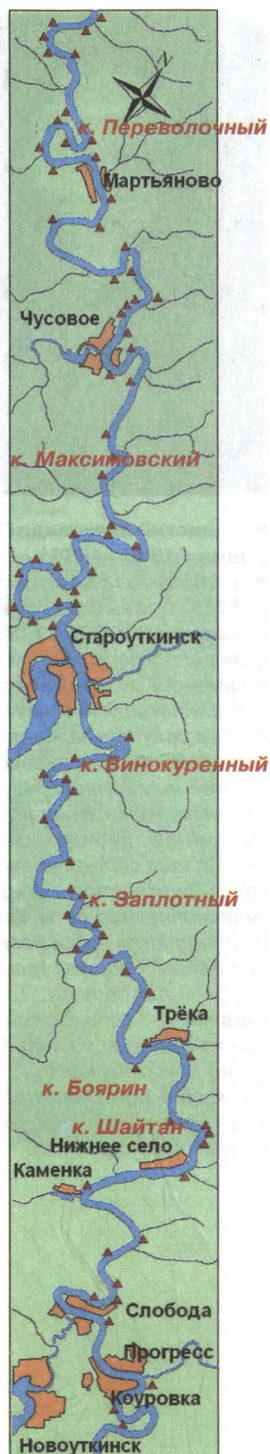 N
к. Переволочный
Мартьяново
Чусовое
к. Максимовский
Староуткинск
к. Винокуренный
к. Заплотный
Трёка
к. Боярин
к. Шайтан
Нижнее село
Каменка
Слобода
Прогресс
Коуровка
Новоуткинск